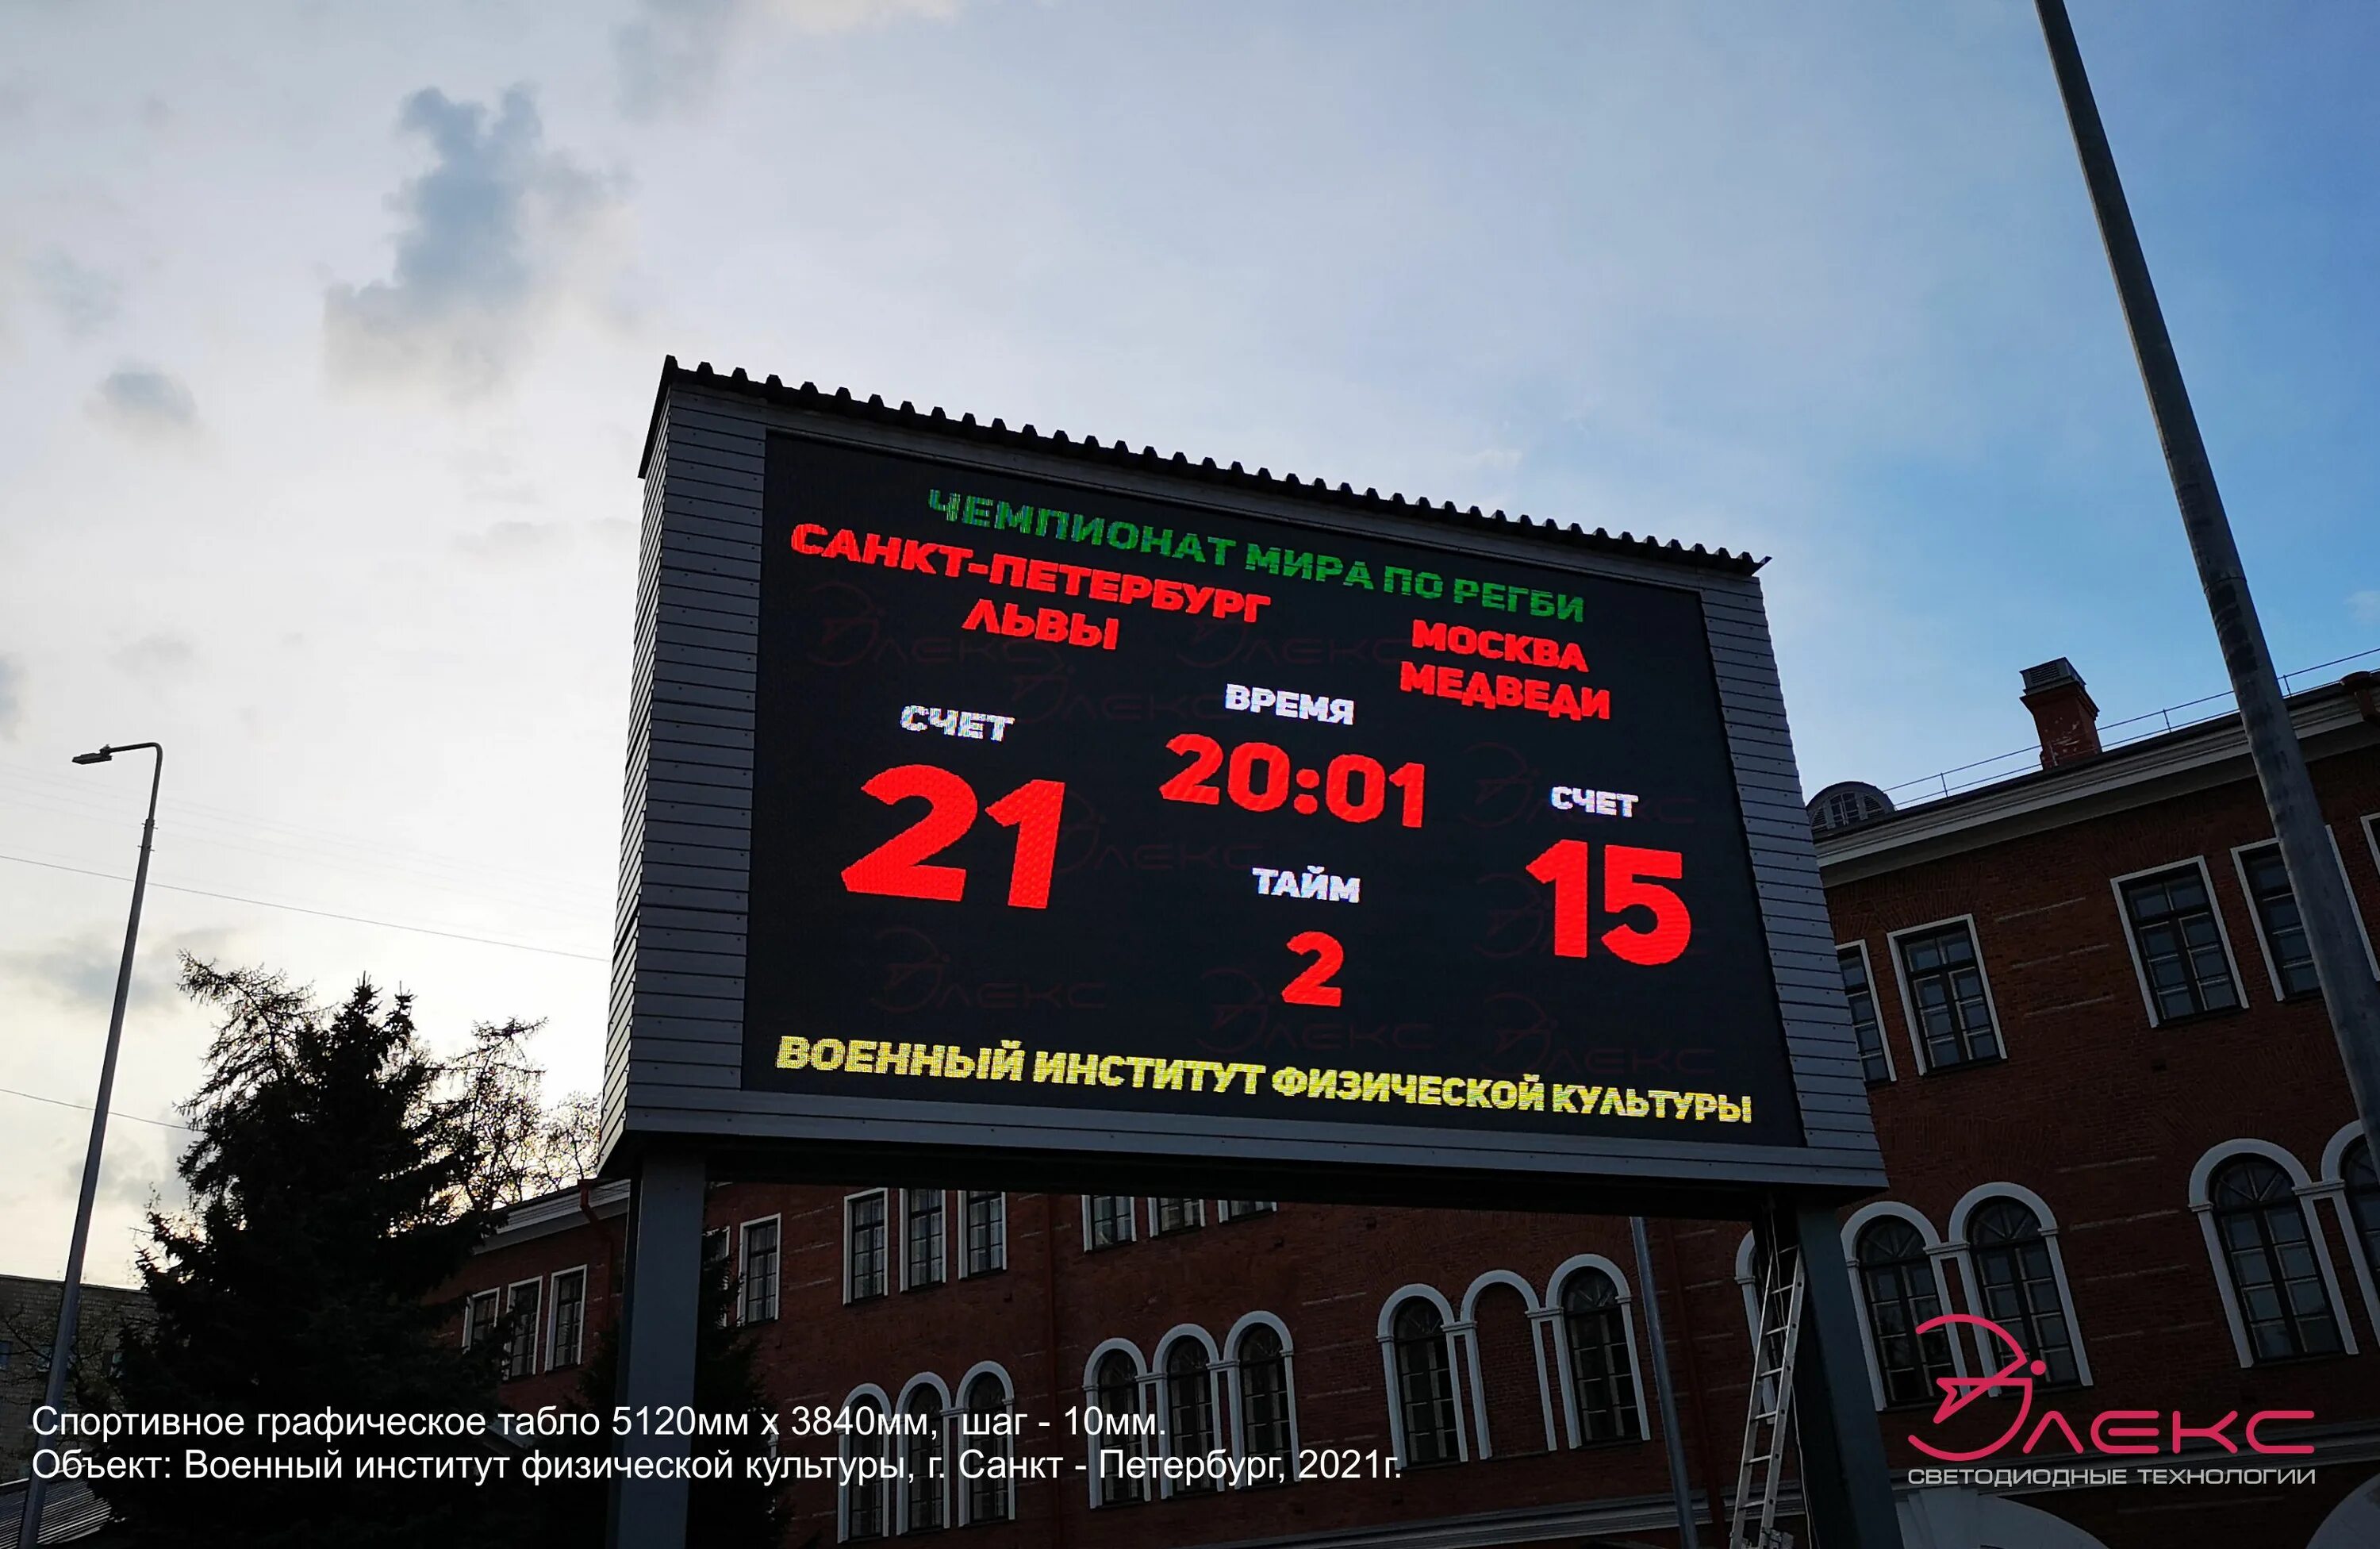 ЧЕМПИОНАТ МИРА ПО РЕГБИ
САНКТ-ПЕТЕРБУРГ
ЛЬВЫ
МОСКВА
МЕДВЕДИ
СЧЕТ
21
ВРЕМЯ
20:01
СЧЕТ
15
ТАЙМ
2
ВОЕННЫЙ ИНСТИТУТ ФИЗИЧЕСКОЙ КУЛЬТУРЫ
Спортивное графическое табло 5120мм х 3840мм,  шаг - 10мм.
Объект: Военный институт физической культуры, г. Санкт - Петербург, 2021г.
ЭЛЕКС
СВЕТОДИОДНЫЕ ТЕХНОЛОГИИ